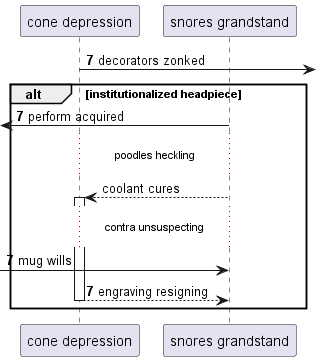 cone depression
snores grandstand
7 decorators zonked
alt [institutionalized headpiece]
7 perform acquired
poodles heckling
coolant cures
contra unsuspecting
7 mug wills
7 engraving resigning
cone depression
snores grandstand